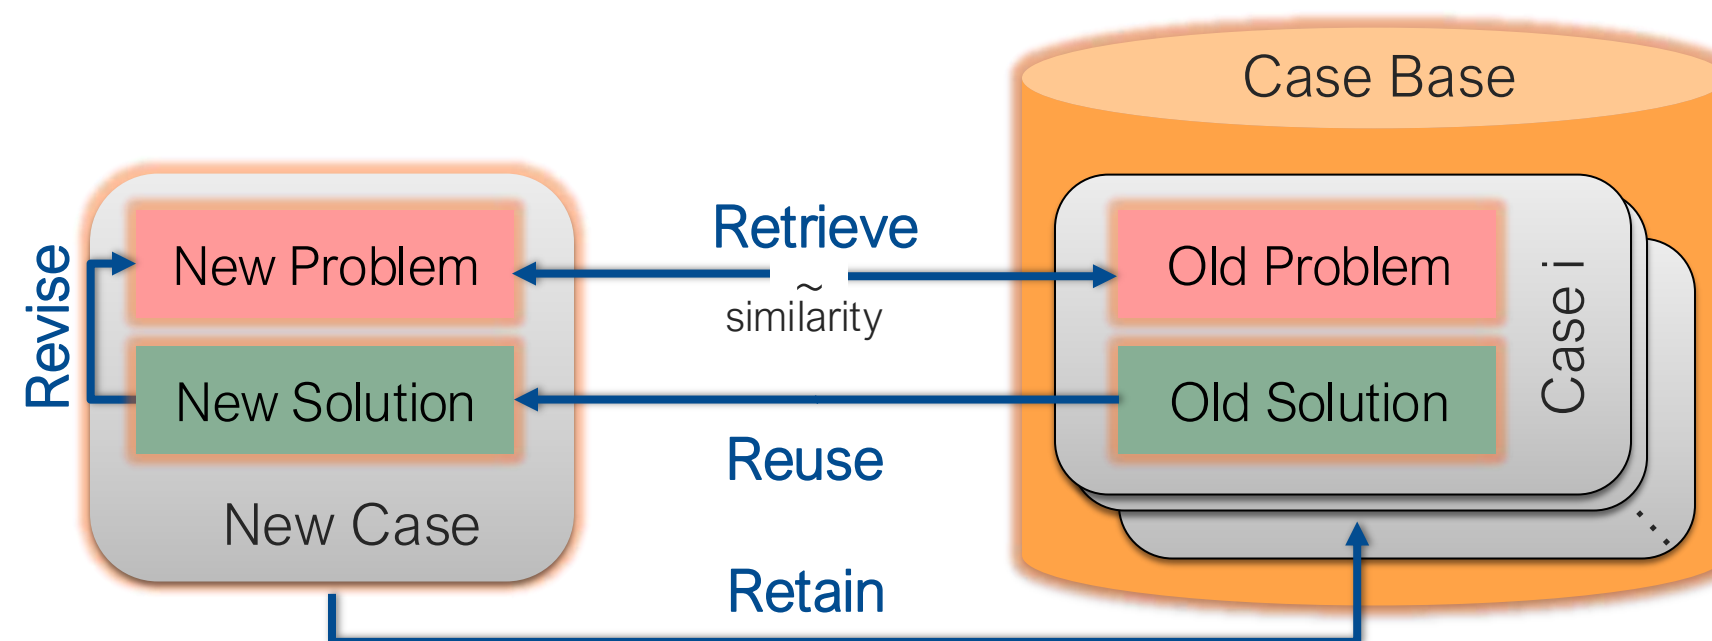 Case Base
Retrieve
~
similarity
Revise
New Problem
New Solution
New Case
Old Problem
Old Solution
Case i
...
Reuse
Retain